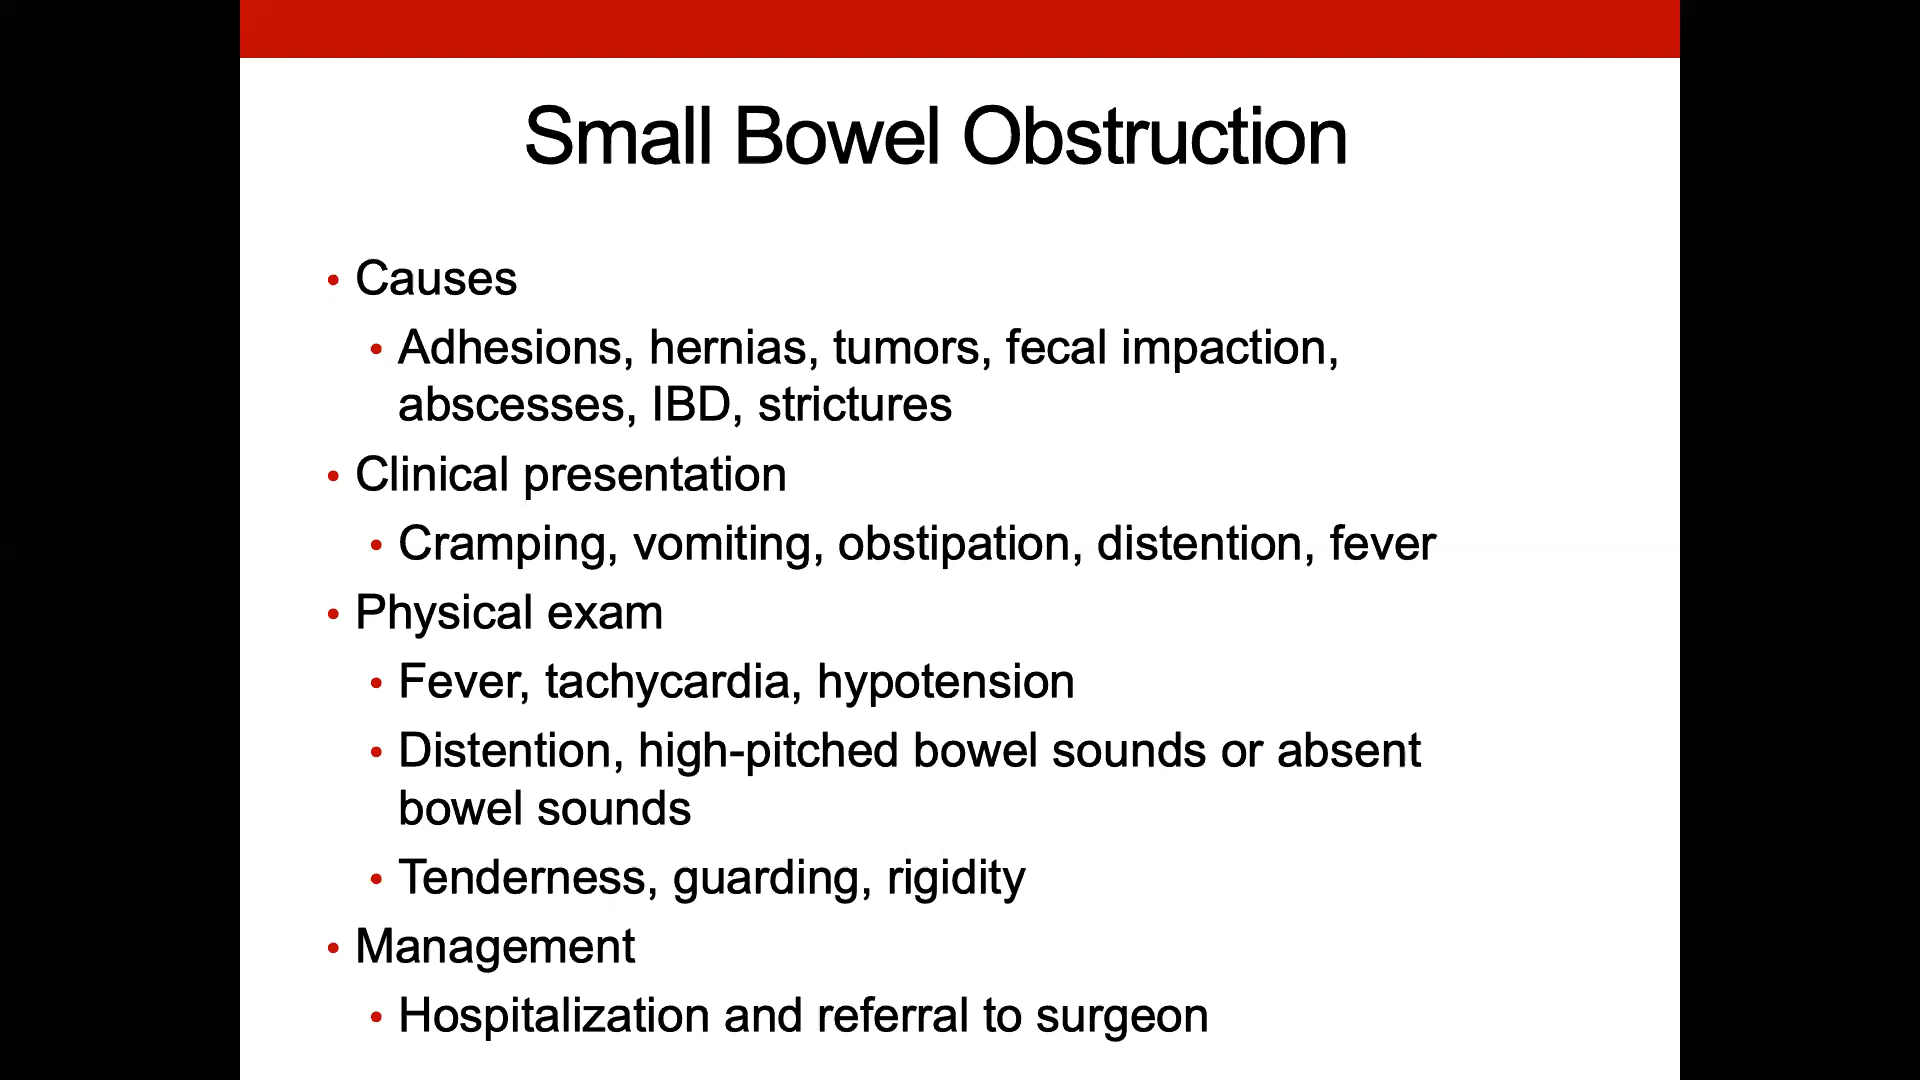 Small Bowel Obstruction
• Causes
• Adhesions, hernias, tumors, fecal impaction,
abscesses, IBD, strictures
• Clinical presentation
• Cramping, vomiting, obstipation, distention, fever
• Physical exam
• Fever, tachycardia, hypotension
• Distention, high-pitched bowel sounds or absent
bowel sounds
• Tenderness, guarding, rigidity
• Management
• Hospitalization and referral to surgeon